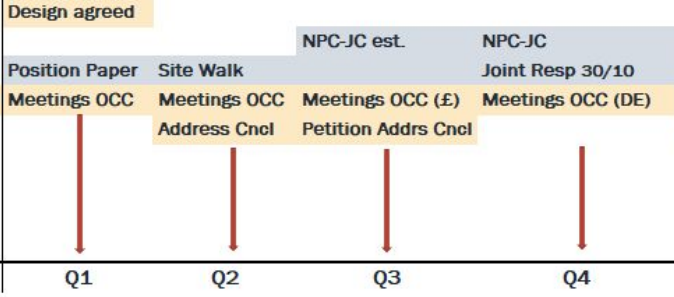 Design agreed
NPC-JC est. NPC-JC
Position Paper Site Walk Joint Resp 30/10
Meetings OCC Meetings OCC Meetings OCC (£) Meetings OCC (DE)
Address Cncl Petition Addrs Cncl
Q1 Q2 Q3 Q4